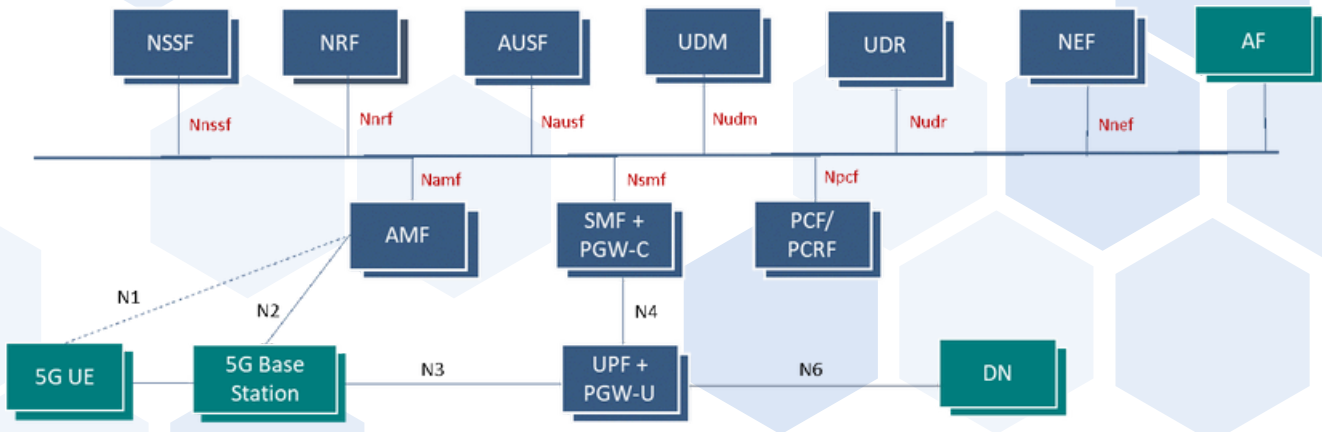 NSSF
NRF
AUSF
UDM
UDR
NEF
AF
Nnssf
Nnrf
Nausf
Nudm
Nudr
Nnef
Namf
Nsmf
Npcf
AMF
SMF +
PGW-C
PCF/
PCRF
N1
N2
N4
5G UE
5G Base
Station
N3
UPF +
PGW-U
N6
DN